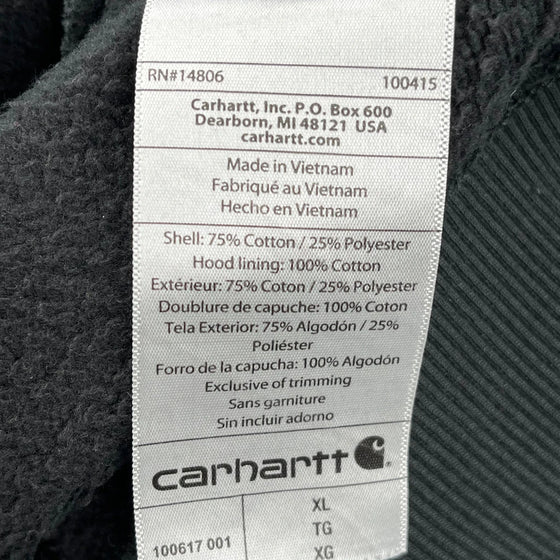 RN#14806 100415
Carhartt, Inc. P.O. Box 600
Dearborn, MI 48121 USA
carhartt.com
Made in Vietnam
Fabriqué au Vietnam
Hecho en Vietnam
Shell: 75% Cotton / 25% Polyester
Hood lining: 100% Cotton
Extérieur: 75% Coton / 25% Polyester
Doublure de capuche: 100% Coton
Tela Exterior: 75% Algodón / 25%
Poliéster
Forro de la capucha: 100% Algodón
Exclusive of trimming
Sans garniture
Sin incluir adorno
carhartt
XL
TG
100617 001 XG